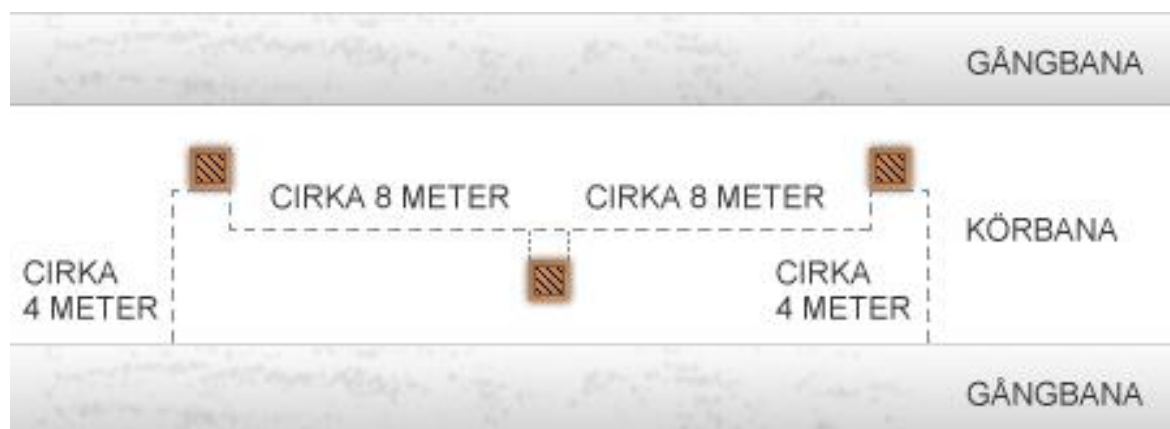 GÅNGBANA
CIRKA 8 METER
CIRKA 8 METER
KÖRBANA
CIRKA
4 METER
CIRKA
4 METER
GÅNGBANA